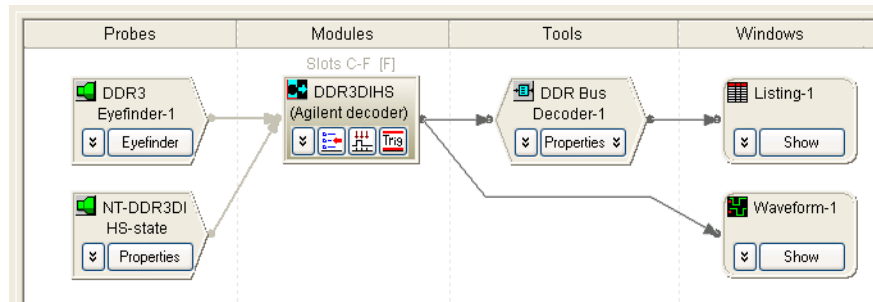 Probes
Modules
Tools
Windows
Slots C-F [F]
DDR3
Eyefinder-1
Eyefinder
DDR3DIHS
(Agilent decoder)
Trig
DDR Bus
Decoder-1
Properties
Listing-1
Show
NT-DDR3DI
HS-state
Properties
Waveform-1
Show